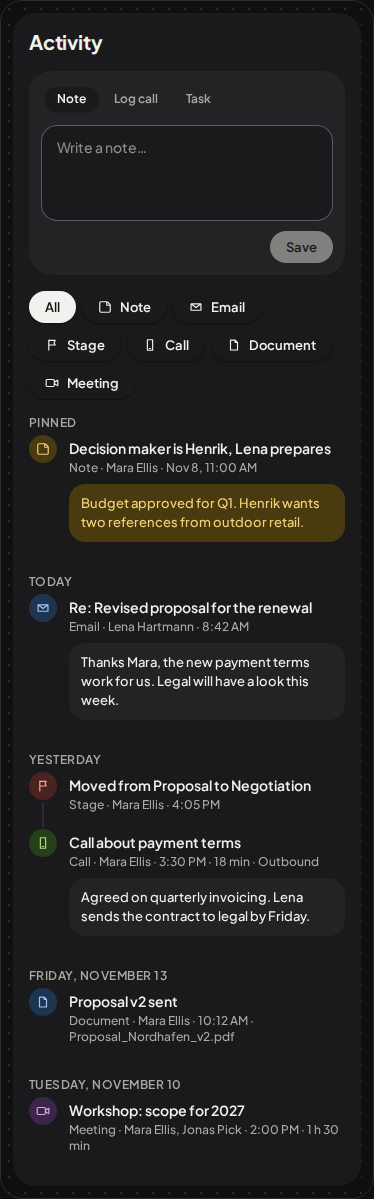 Activity
Note
Log call
Task
Write a note…
Save
All
Note
Email
Stage
Call
Document
Meeting
PINNED
Decision maker is Henrik, Lena prepares
Note · Mara Ellis · Nov 8, 11:00 AM
Budget approved for Q1. Henrik wants
two references from outdoor retail.
TODAY
Re: Revised proposal for the renewal
Email · Lena Hartmann · 8:42 AM
Thanks Mara, the new payment terms
work for us. Legal will have a look this
week.
YESTERDAY
Moved from Proposal to Negotiation
Stage · Mara Ellis · 4:05 PM
Call about payment terms
Call · Mara Ellis · 3:30 PM · 18 min · Outbound
Agreed on quarterly invoicing. Lena
sends the contract to legal by Friday.
FRIDAY, NOVEMBER 13
Proposal v2 sent
Document · Mara Ellis · 10:12 AM ·
Proposal_Nordhafen_v2.pdf
TUESDAY, NOVEMBER 10
Workshop: scope for 2027
Meeting · Mara Ellis, Jonas Pick · 2:00 PM · 1 h 30
min